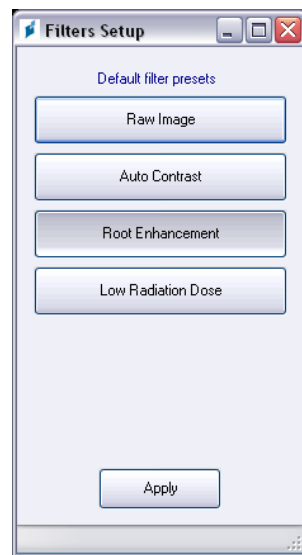 Filters Setup
Default filter presets
Raw Image
Auto Contrast
Root Enhancement
Low Radiation Dose
Apply